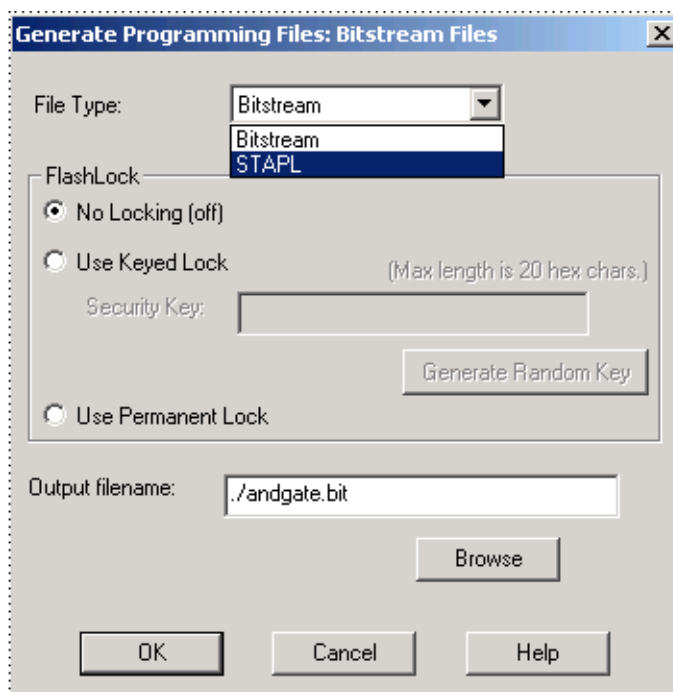 Generate Programming Files: Bitstream Files
File Type:
Bitstream
Bitstream
STAPL
FlashLock
No Locking (off)
Use Keyed Lock
(Max length is 20 hex chars.)
Security Key:
Generate Random Key
Use Permanent Lock
Output filename:
./andgate.bit
Browse
OK
Cancel
Help